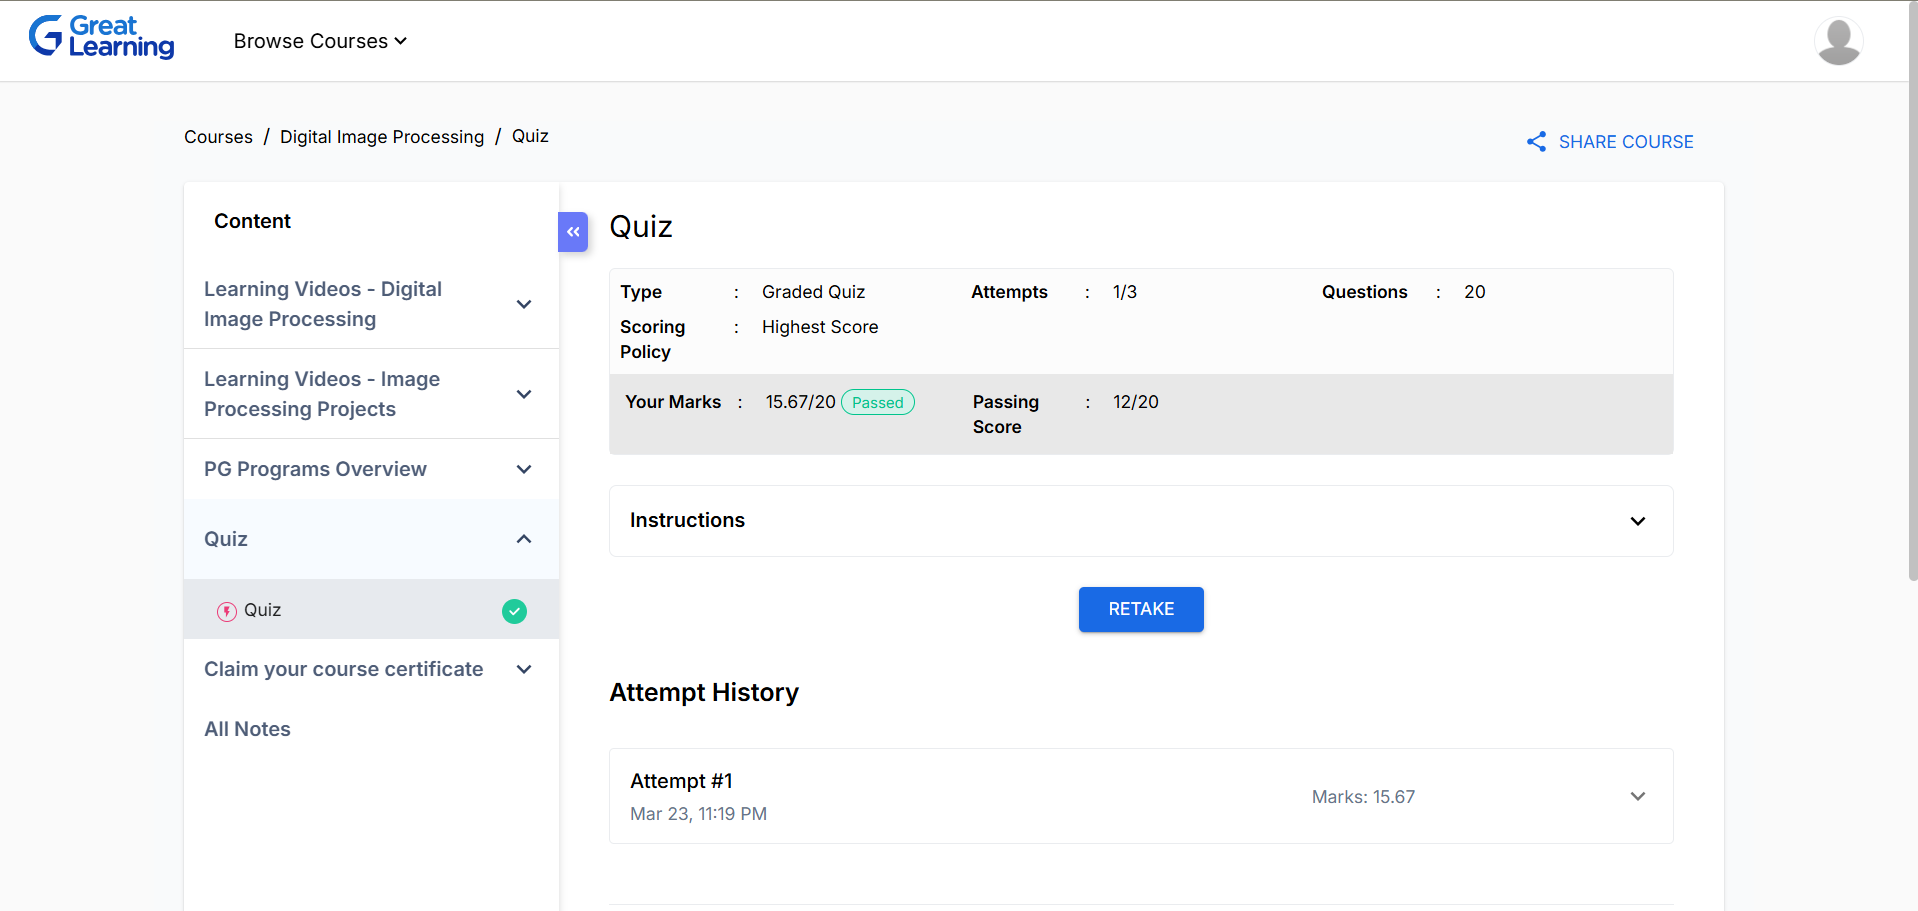 Great
Learning
Browse Courses
Courses / Digital Image Processing / Quiz
SHARE COURSE
Content
Learning Videos - Digital
Image Processing
Learning Videos - Image
Processing Projects
PG Programs Overview
Quiz
Quiz
Claim your course certificate
All Notes
Quiz
Type : Graded Quiz Attempts : 1/3 Questions : 20
Scoring Policy : Highest Score
Your Marks : 15.67/20 Passed Passing Score : 12/20
Instructions
RETAKE
Attempt History
Attempt #1
Mar 23, 11:19 PM
Marks: 15.67